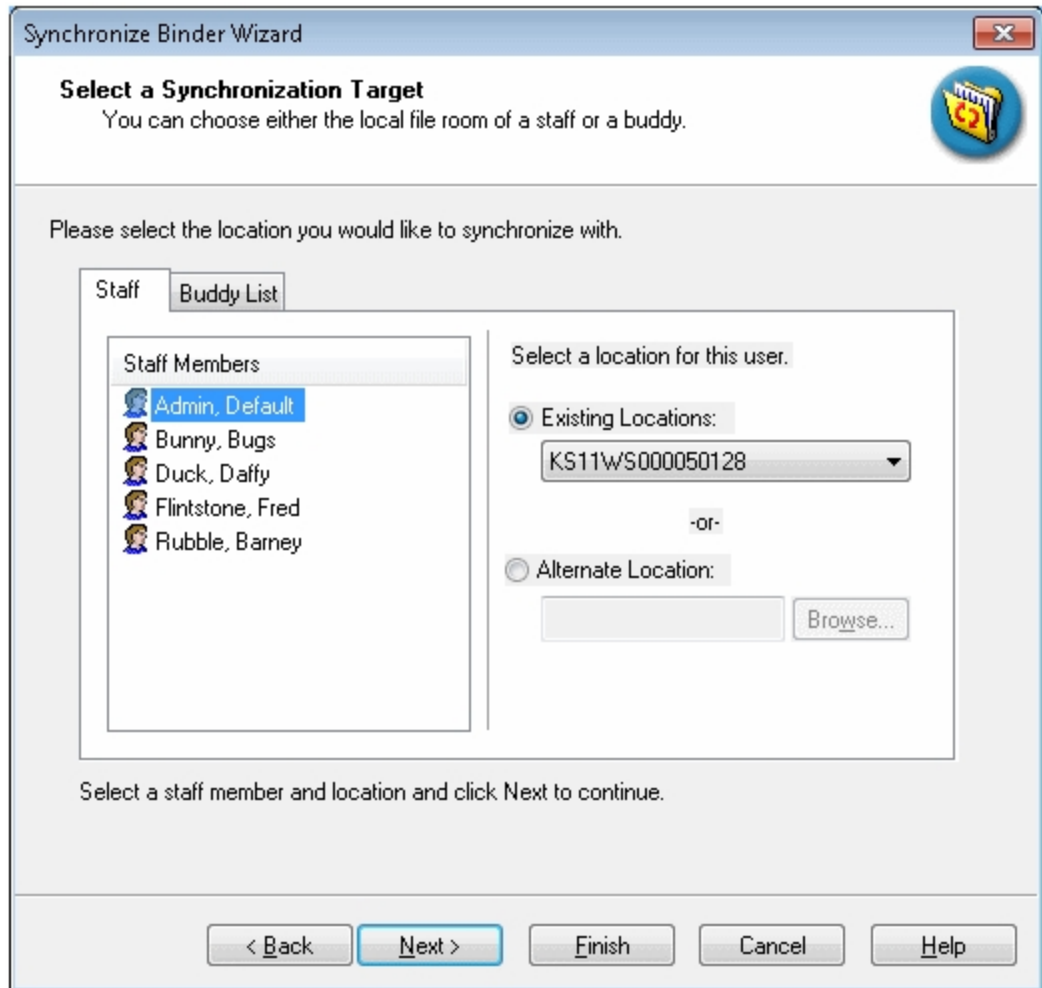 Synchronize Binder Wizard
Select a Synchronization Target
You can choose either the local file room of a staff or a buddy.
Please select the location you would like to synchronize with.
Staff
Buddy List
Staff Members
Admin, Default
Bunny, Bugs
Duck, Daffy
Flintstone, Fred
Rubble, Barney
Select a location for this user.
Existing Locations:
KS11WS000050128
-or-
Alternate Location:
Browse...
Select a staff member and location and click Next to continue.
< Back
Next >
Finish
Cancel
Help